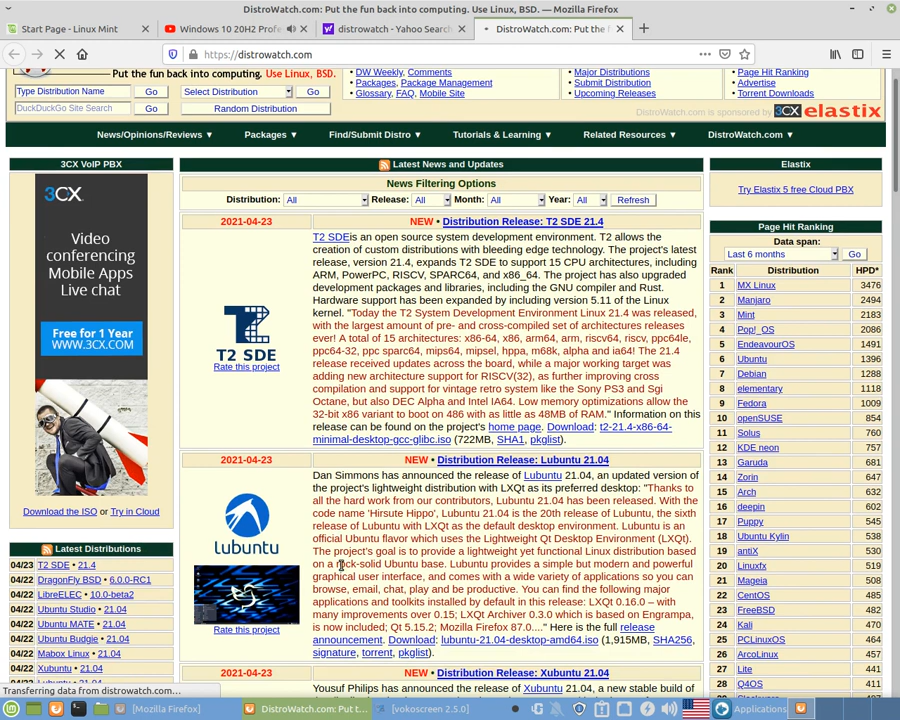 DistroWatch.com: Put the fun back into computing. Use Linux, BSD. — Mozilla Firefox
Start Page - Linux Mint
Windows 10 20H2 Profe
distrowatch - Yahoo Search
DistroWatch.com: Put the f
https://distrowatch.com
Put the fun back into computing. Use Linux, BSD.
Type Distribution Name Go Select Distribution Go
DuckDuckGo Site Search Go Random Distribution
• DW Weekly, Comments
• Packages, Package Management
• Glossary, FAQ, Mobile Site
• Major Distributions
• Submit Distribution
• Upcoming Releases
• Page Hit Ranking
• Advertise
• Torrent Downloads
DistroWatch.com is sponsored by 3CX elastix
News/Opinions/Reviews ▼ Packages ▼ Find/Submit Distro ▼ Tutorials & Learning ▼ Related Resources ▼ DistroWatch.com ▼
3CX VoIP PBX
3CX
Video
conferencing
Mobile Apps
Live chat
Free for 1 Year
WWW.3CX.COM
Download the ISO or Try in Cloud
Latest Distributions
04/23 T2 SDE • 21.4
04/22 DragonFly BSD • 6.0.0-RC1
04/22 LibreELEC • 10.0-beta2
04/22 Ubuntu Studio • 21.04
04/22 Ubuntu MATE • 21.04
04/22 Ubuntu Budgie • 21.04
04/22 Mabox Linux • 21.04
04/22 Xubuntu • 21.04
Latest News and Updates
News Filtering Options
Distribution: All Release: All Month: All Year: All Refresh
2021-04-23 NEW • Distribution Release: T2 SDE 21.4
T2 SDE
Rate this project
T2 SDEis an open source system development environment. T2 allows the
creation of custom distributions with bleeding edge technology. The project's latest
release, version 21.4, expands T2 SDE to support 15 CPU architectures, including
ARM, PowerPC, RISCV, SPARC64, and x86_64. The project has also upgraded
development packages and libraries, including the GNU compiler and Rust.
Hardware support has been expanded by including version 5.11 of the Linux
kernel. "Today the T2 System Development Environment Linux 21.4 was released,
with the largest amount of pre- and cross-compiled set of architectures releases
ever! A total of 15 architectures: x86-64, x86, arm64, arm, riscv64, riscv, ppc64le,
ppc64-32, ppc sparc64, mips64, mipsel, hppa, m68k, alpha and ia64! The 21.4
release received updates across the board, while a major working target was
adding new architecture support for RISCV(32), as further improving cross
compilation and support for vintage retro system like the Sony PS3 and Sgi
Octane, but also DEC Alpha and Intel IA64. Low memory optimizations allow the
32-bit x86 variant to boot on 486 with as little as 48MB of RAM." Information on this
release can be found on the project's home page. Download: t2-21.4-x86-64-
minimal-desktop-gcc-glibc.iso (722MB, SHA1, pkglist).
2021-04-23 NEW • Distribution Release: Lubuntu 21.04
lubuntu
Rate this project
Dan Simmons has announced the release of Lubuntu 21.04, an updated version of
the project's lightweight distribution with LXQt as its preferred desktop: "Thanks to
all the hard work from our contributors, Lubuntu 21.04 has been released. With the
code name 'Hirsute Hippo', Lubuntu 21.04 is the 20th release of Lubuntu, the sixth
release of Lubuntu with LXQt as the default desktop environment. Lubuntu is an
official Ubuntu flavor which uses the Lightweight Qt Desktop Environment (LXQt).
The project's goal is to provide a lightweight yet functional Linux distribution based
on a rock-solid Ubuntu base. Lubuntu provides a simple but modern and powerful
graphical user interface, and comes with a wide variety of applications so you can
browse, email, chat, play and be productive. You can find the following major
applications and toolkits installed by default in this release: LXQt 0.16.0 – with
many improvements over 0.15; LXQt Archiver 0.3.0 which is based on Engrampa,
is now included; Qt 5.15.2; Mozilla Firefox 87.0...." Here is the full release
announcement. Download: lubuntu-21.04-desktop-amd64.iso (1,915MB, SHA256,
signature, torrent, pkglist).
2021-04-23 NEW • Distribution Release: Xubuntu 21.04
Yousuf Philips has announced the release of Xubuntu 21.04, a new stable build of
Elastix
Try Elastix 5 free Cloud PBX
Page Hit Ranking
Data span:
Last 6 months Go
Rank Distribution HPD*
1 MX Linux 3476
2 Manjaro 2494
3 Mint 2183
4 Pop!_OS 2086
5 EndeavourOS 1491
6 Ubuntu 1396
7 Debian 1288
8 elementary 1118
9 Fedora 1009
10 openSUSE 854
11 Solus 760
12 KDE neon 757
13 Garuda 681
14 Zorin 647
15 Arch 632
16 deepin 602
17 Puppy 545
18 Ubuntu Kylin 538
19 antiX 530
20 Linuxfx 519
21 Mageia 508
22 CentOS 485
23 FreeBSD 482
24 Kali 470
25 PCLinuxOS 464
26 ArcoLinux 457
27 Lite 441
28 Q4OS 411
Transferring data from distrowatch.com…
[Mozilla Firefox]
DistroWatch.com: Put t...
[vokoscreen 2.5.0]
Applications